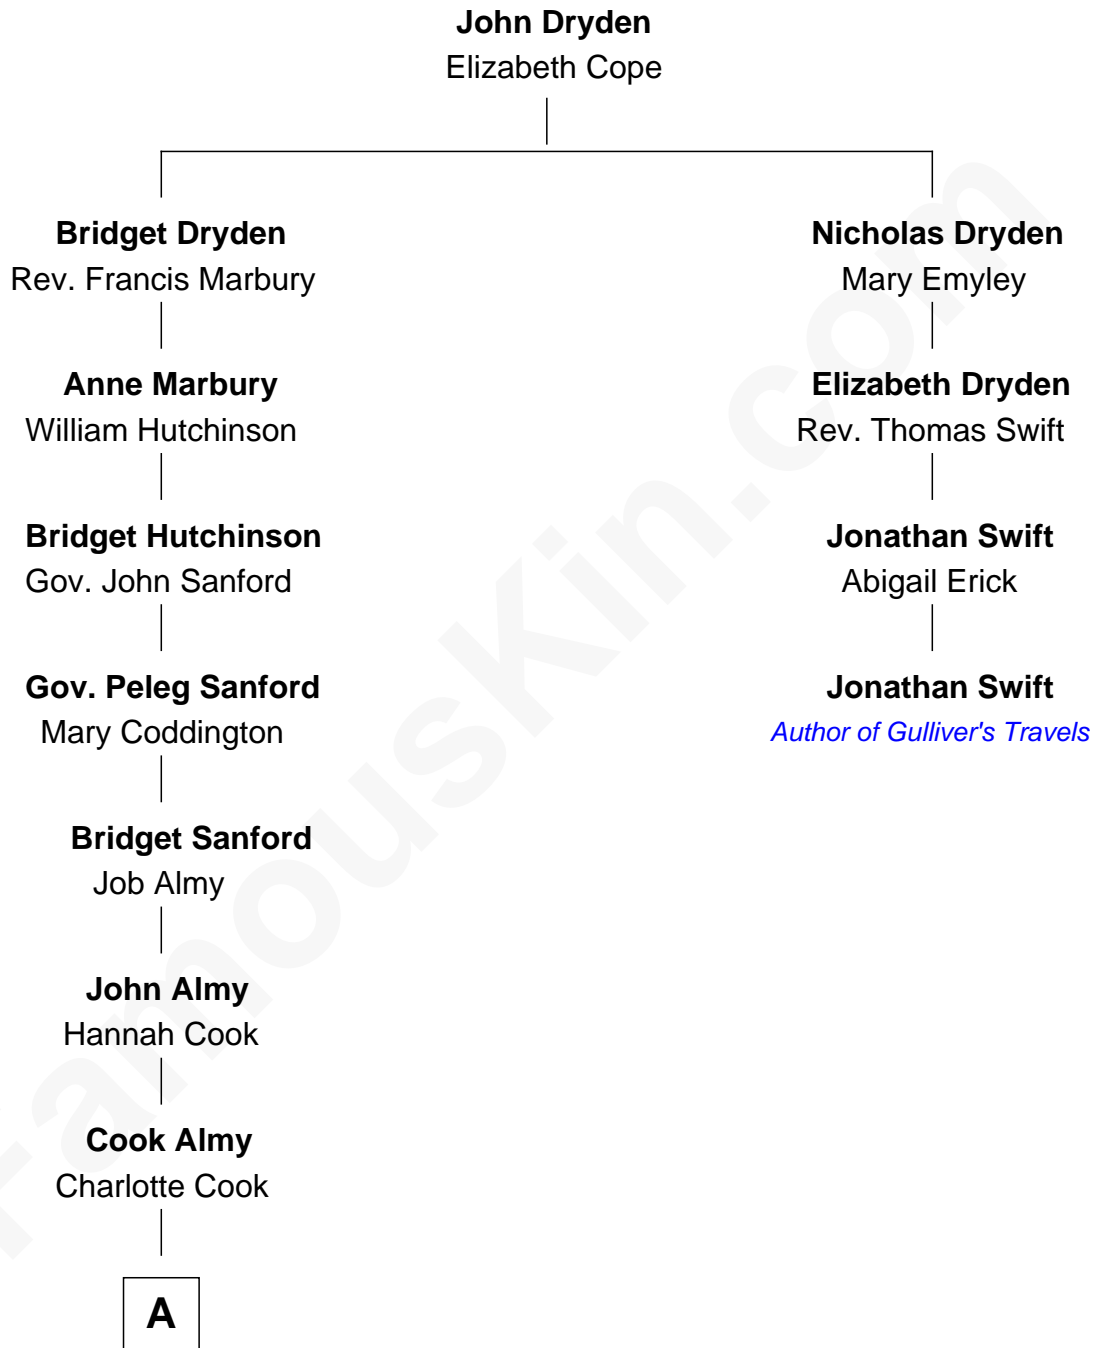 John Dryden
Elizabeth Cope
Bridget Dryden
Rev. Francis Marbury
Nicholas Dryden
Mary Emyley
Anne Marbury
William Hutchinson
Elizabeth Dryden
Rev. Thomas Swift
Bridget Hutchinson
Gov. John Sanford
Jonathan Swift
Abigail Erick
Gov. Peleg Sanford
Mary Coddington
Jonathan Swift
Author of Gulliver's Travels
Bridget Sanford
Job Almy
John Almy
Hannah Cook
Cook Almy
Charlotte Cook
A
FamousKin.com